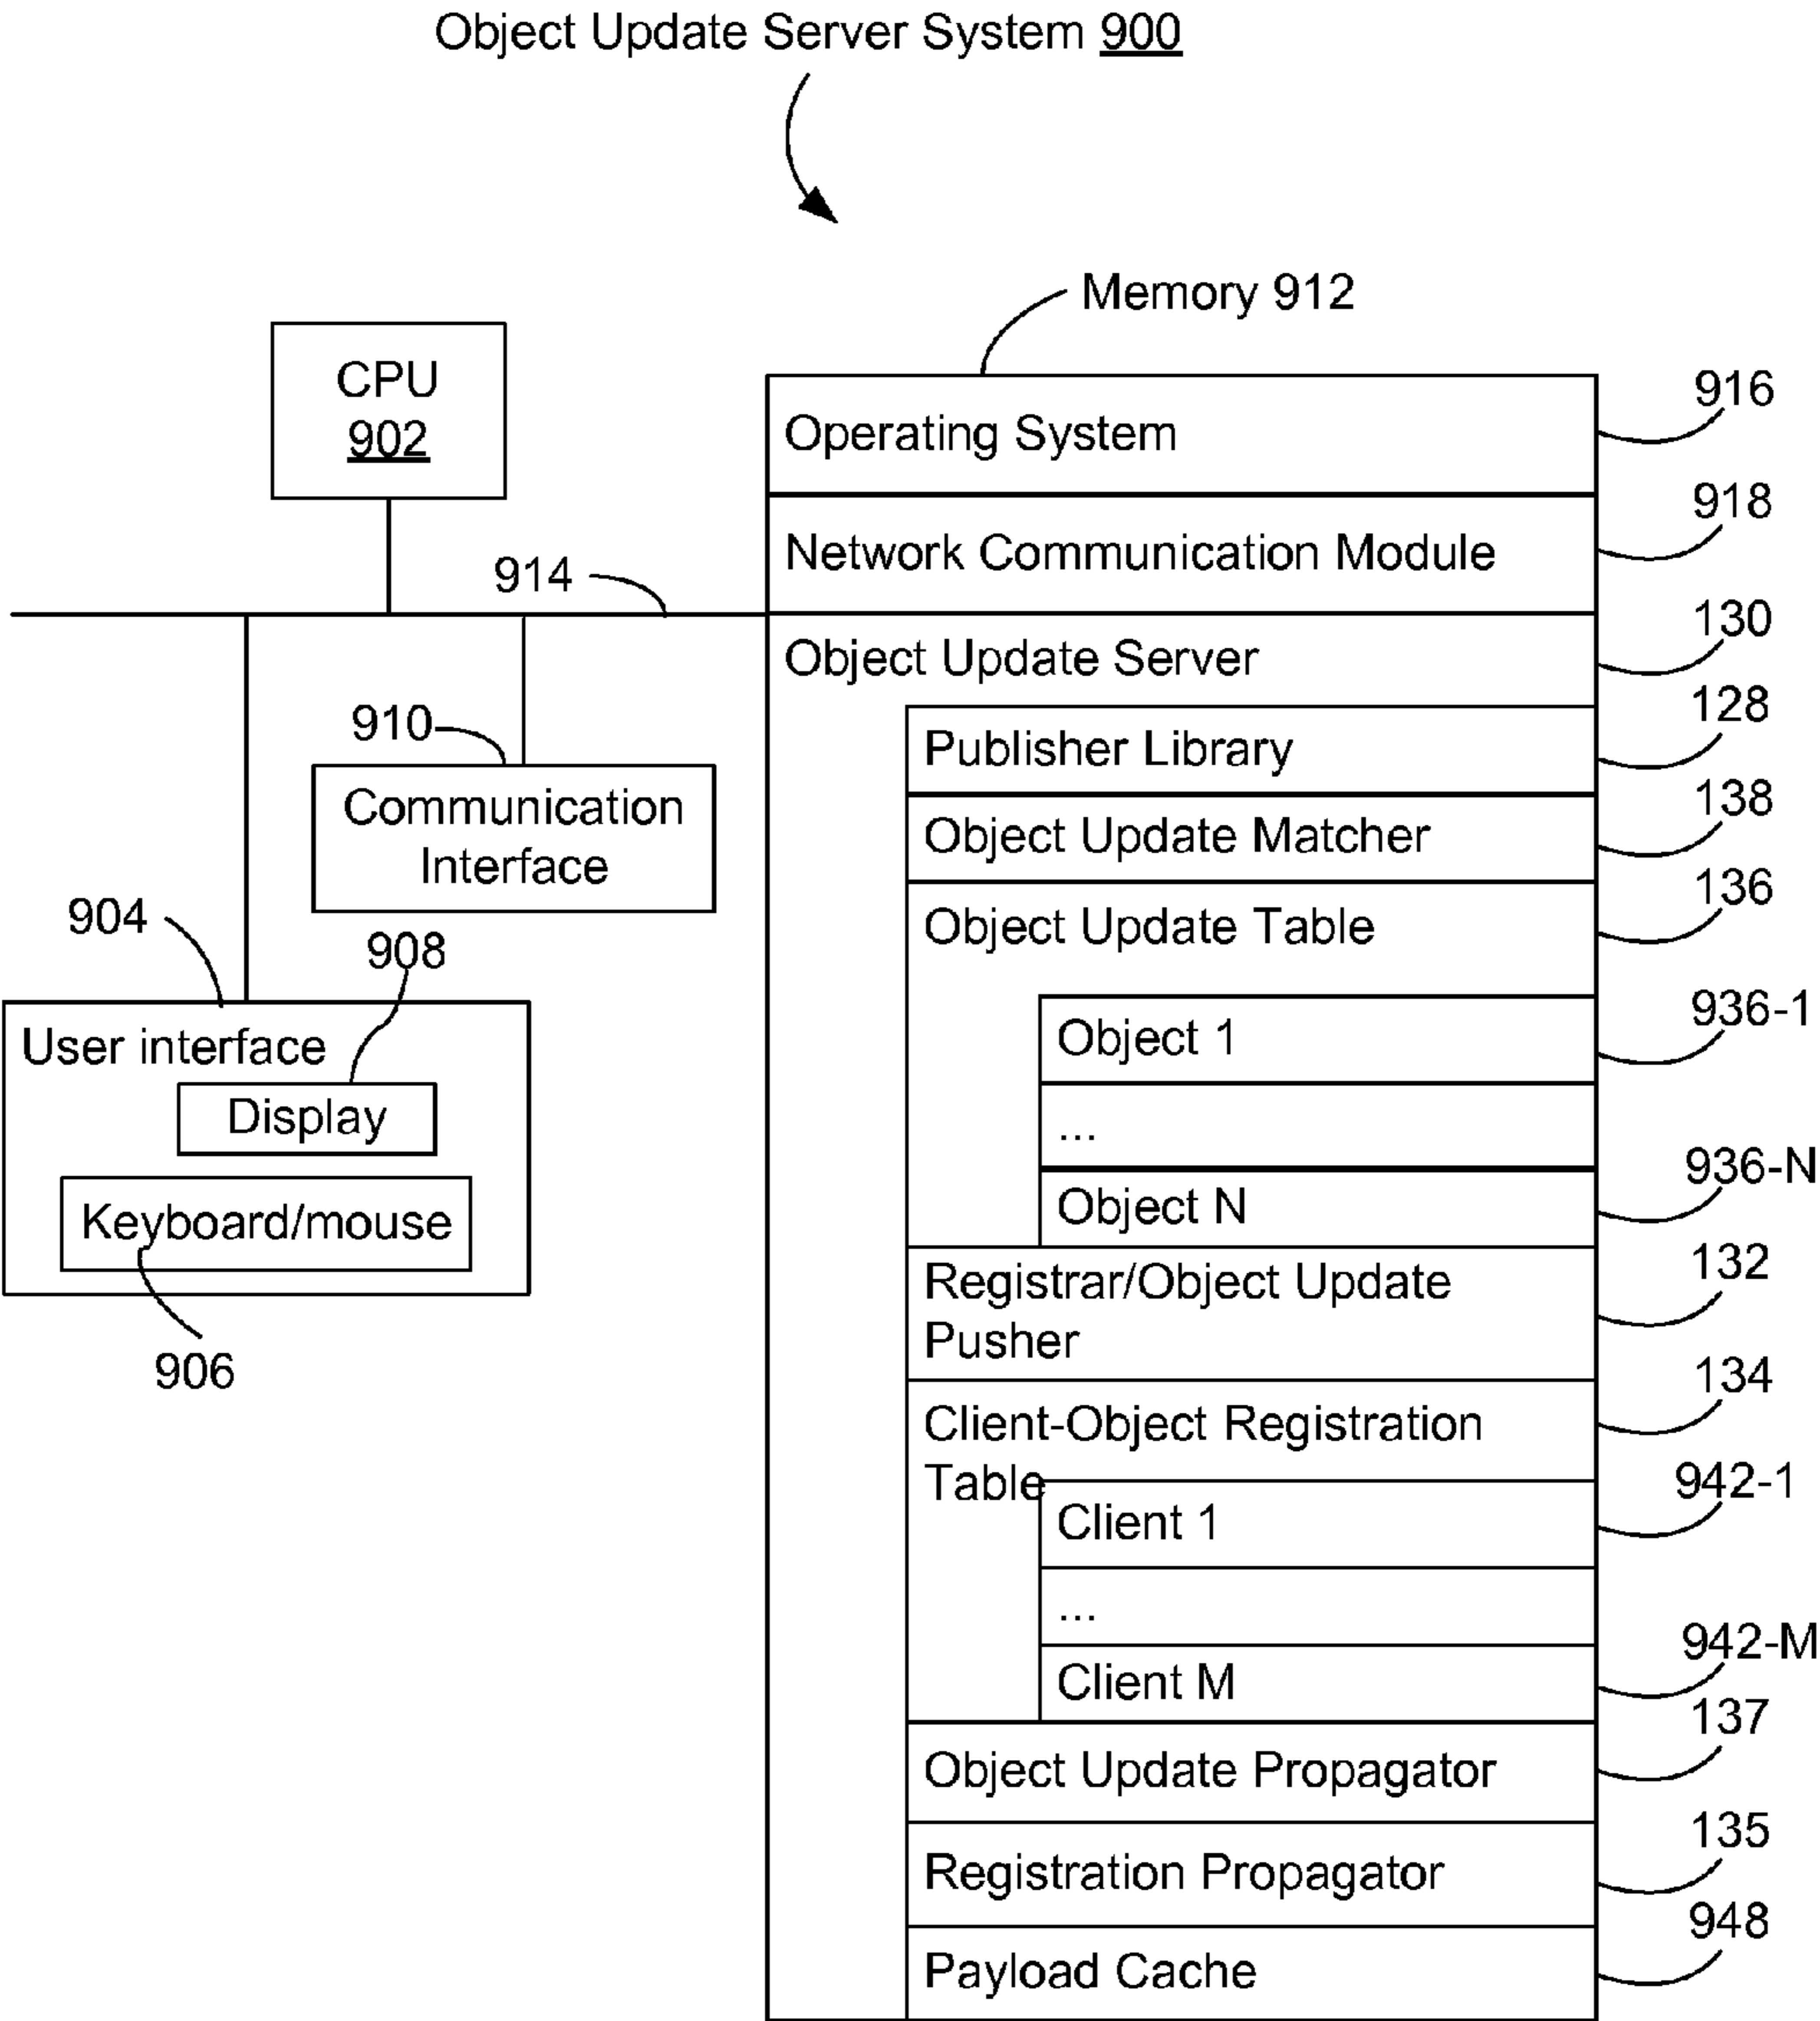 Object Update Server System 900
Memory 912
CPU
902
914
910
Communication
Interface
904
908
User interface
Display
Keyboard/mouse
906
Operating System
916
Network Communication Module
918
Object Update Server
130
Publisher Library
128
Object Update Matcher
138
Object Update Table
136
Object 1
936-1
...
Object N
936-N
Registrar/Object Update
Pusher
132
Client-Object Registration
Table
134
Client 1
942-1
...
Client M
942-M
Object Update Propagator
137
Registration Propagator
135
Payload Cache
948